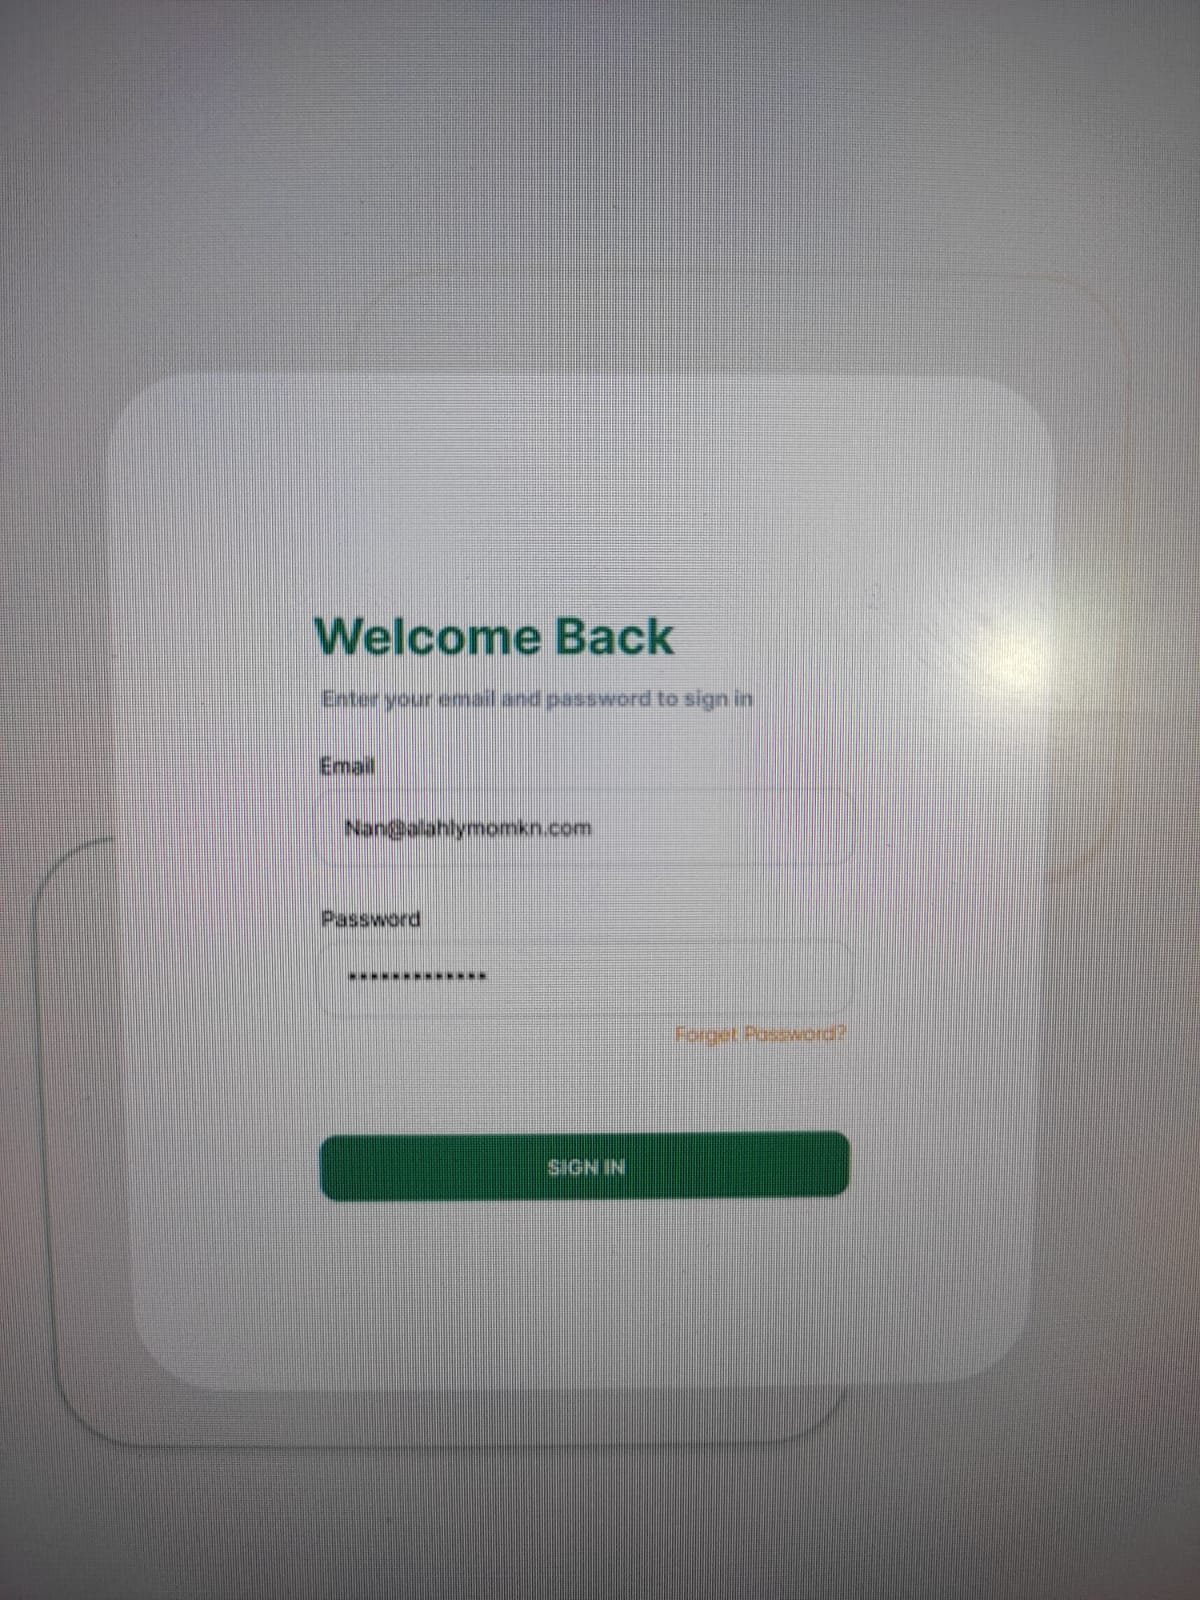 Welcome Back
Enter your email and password to sign in
Email
Nan@alahlymomkn.com
Password
•••••••••••••
Forget Password?
SIGN IN